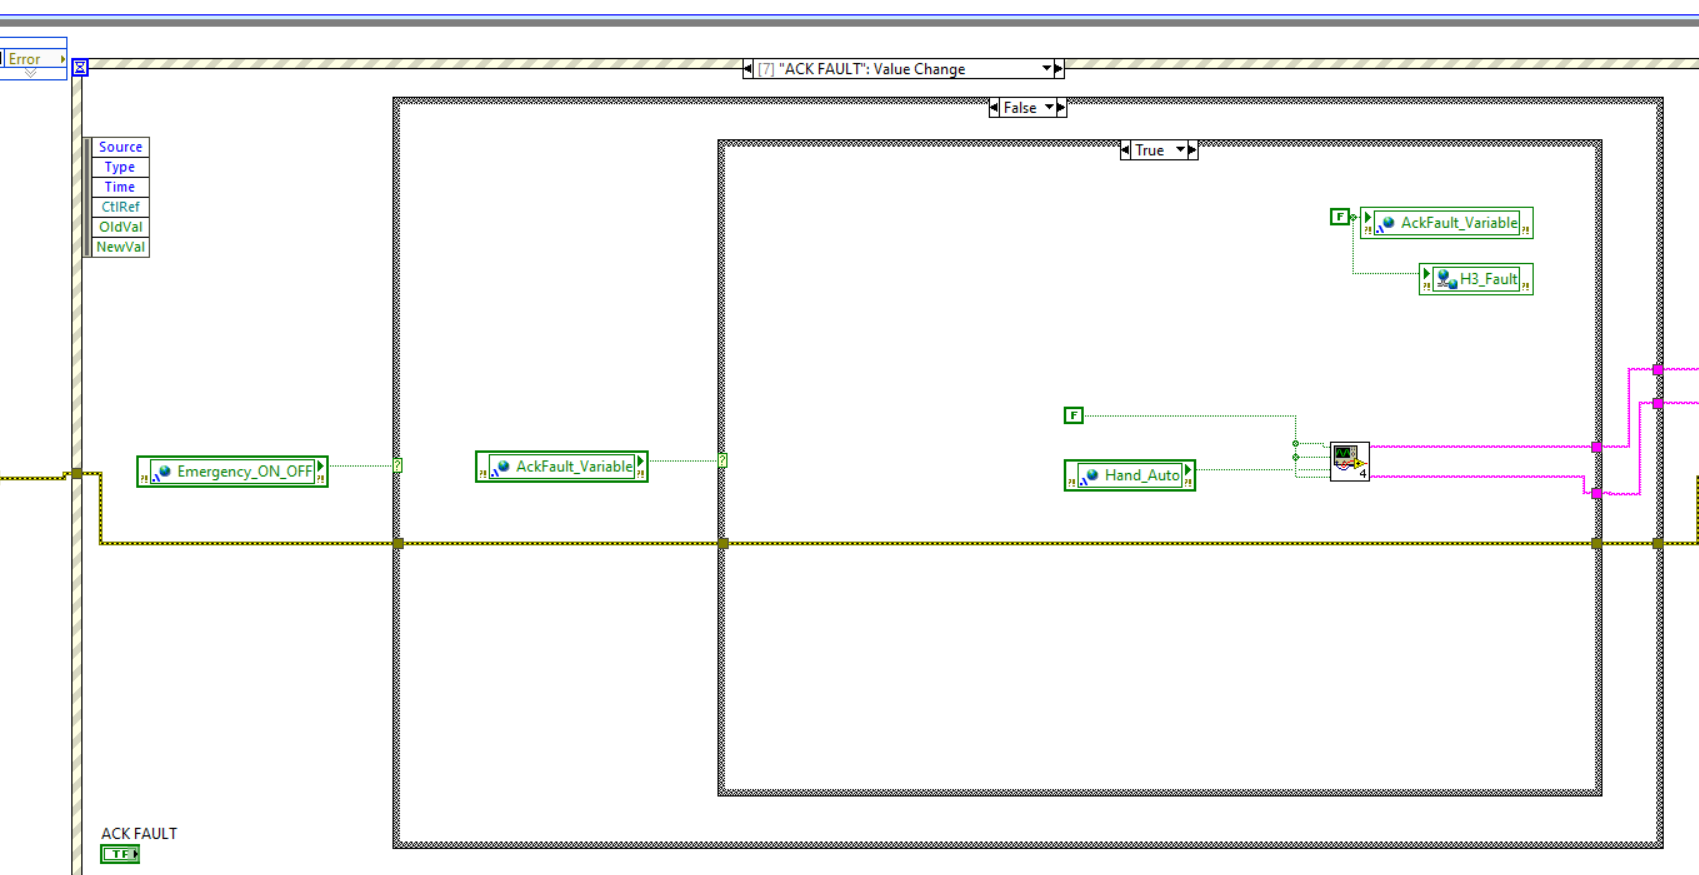 Error
[7] "ACK FAULT": Value Change
False
True
Source
Type
Time
CtlRef
OldVal
NewVal
F
AckFault_Variable
H3_Fault
F
Emergency_ON_OFF
?
AckFault_Variable
?
Hand_Auto
4
ACK FAULT
TF